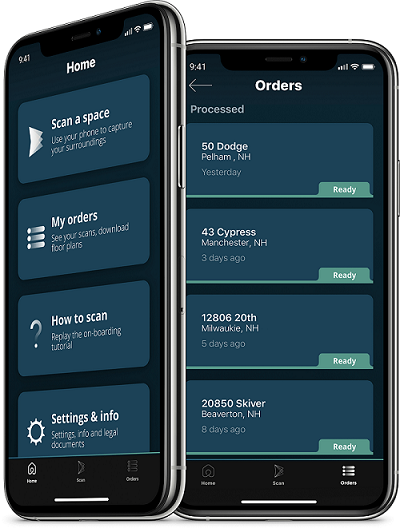 9:41
Home
Scan a space
Use your phone to capture
your surroundings
My orders
See your scans, download
floor plans
How to scan
Replay the on-boarding
tutorial
Settings & info
Settings, info and legal
documents
Home
Scan
Orders
9:41
Orders
Processed
50 Dodge
Pelham , NH
Yesterday
Ready
43 Cypress
Manchester, NH
3 days ago
Ready
12806 20th
Milwaukie, NH
5 days ago
Ready
20850 Skiver
Beaverton, NH
8 days ago
Ready
Home
Scan
Orders